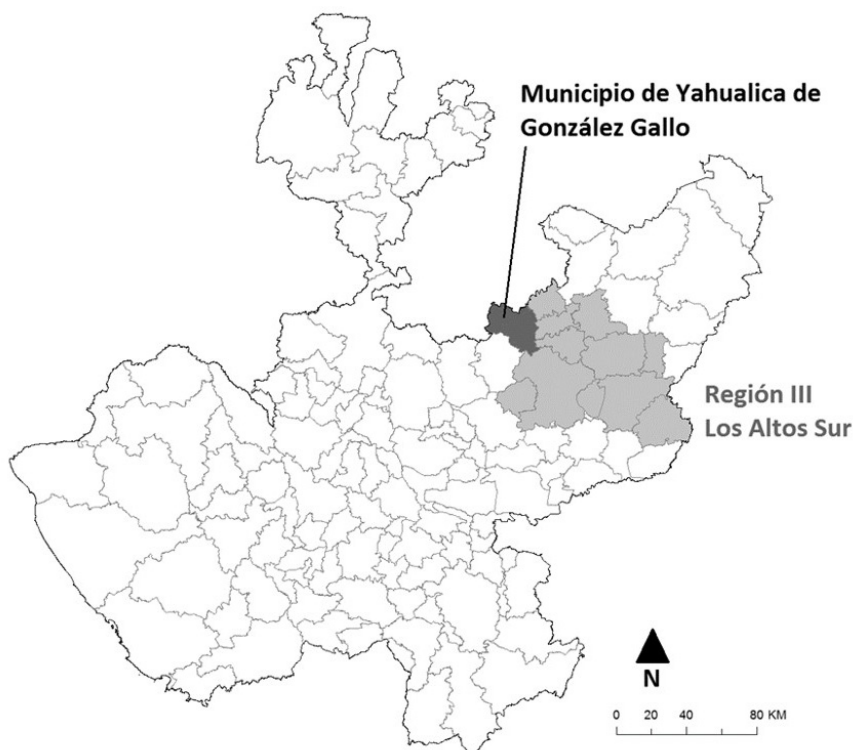 Municipio de Yahualica de
González Gallo
Región III
Los Altos Sur
N
0 20 40 80 KM